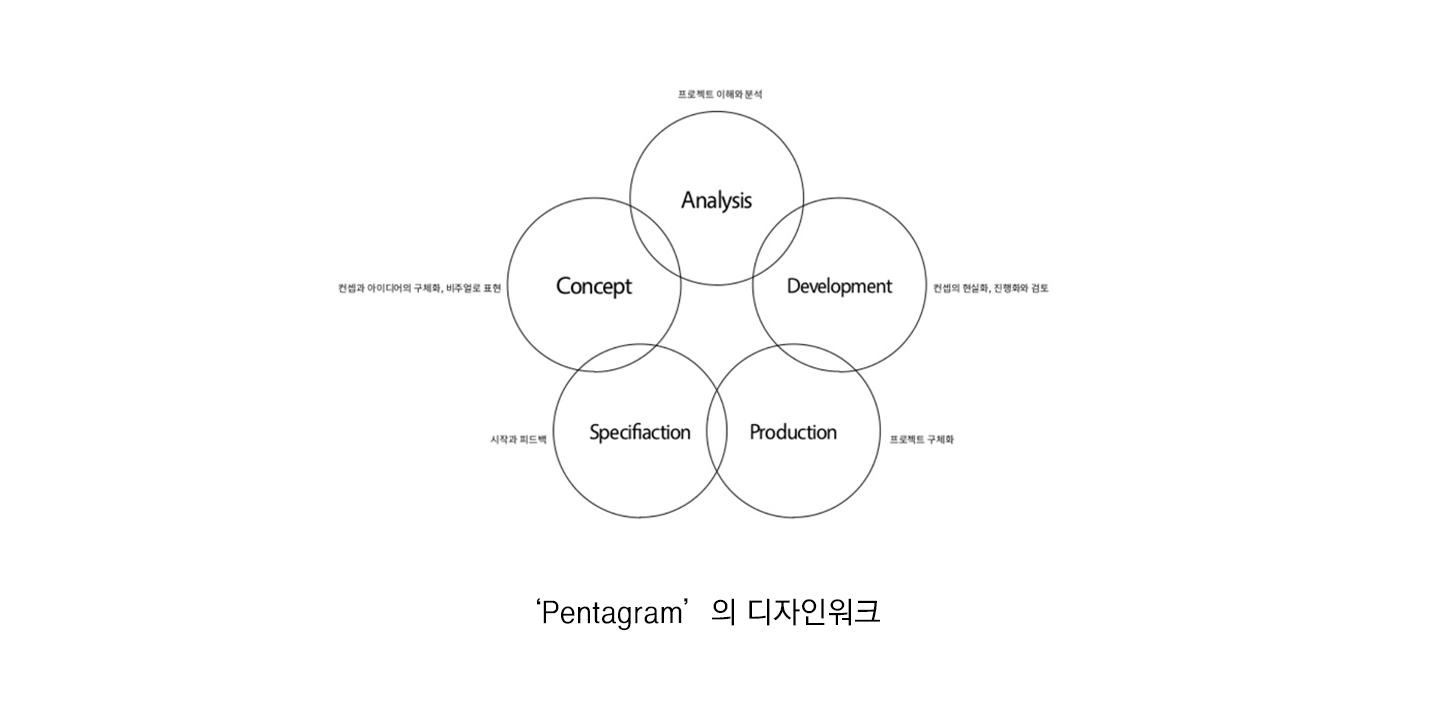 프로젝트 이해와 분석
Analysis
Concept
Development
컨셉과 아이디어의 구체화, 비주얼로 표현
컨셉의 현실화, 진행화와 검토
Specifiaction
Production
시작과 피드백
프로젝트 구체화
‘Pentagram’ 의 디자인워크